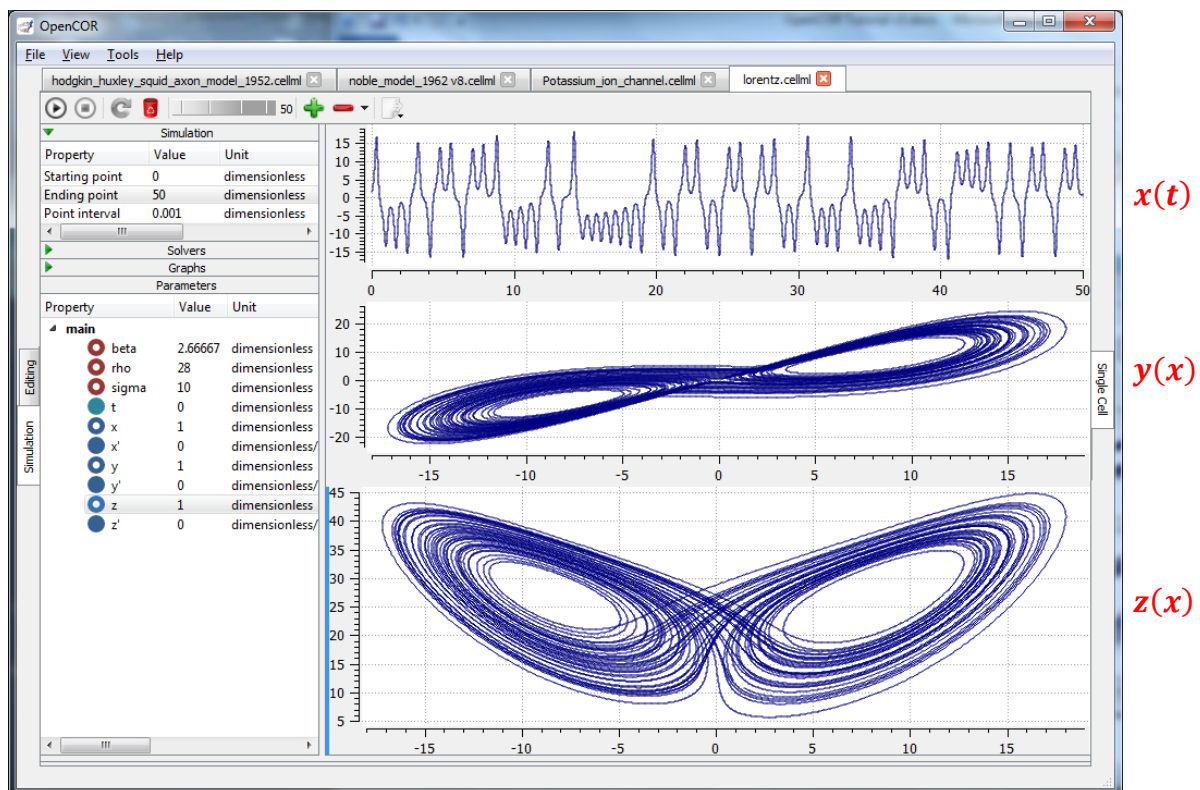 OpenCOR
File View Tools Help
hodgkin_huxley_squid_axon_model_1952.cellml noble_model_1962 v8.cellml Potassium_ion_channel.cellml lorentz.cellml
50
Simulation
Property Value Unit
Starting point 0 dimensionless
Ending point 50 dimensionless
Point interval 0.001 dimensionless
Solvers
Graphs
Parameters
Property Value Unit
main
beta 2.66667 dimensionless
rho 28 dimensionless
sigma 10 dimensionless
t 0 dimensionless
x 1 dimensionless
x' 0 dimensionless/
y 1 dimensionless
y' 0 dimensionless/
z 1 dimensionless
z' 0 dimensionless/
Editing
Simulation
15
10
5
0
-5
-10
-15
0 10 20 30 40 50
x(t)
20
10
0
-10
-20
-15 -10 -5 0 5 10 15
y(x)
Single Cell
45
40
35
30
25
20
15
10
5
-15 -10 -5 0 5 10 15
z(x)